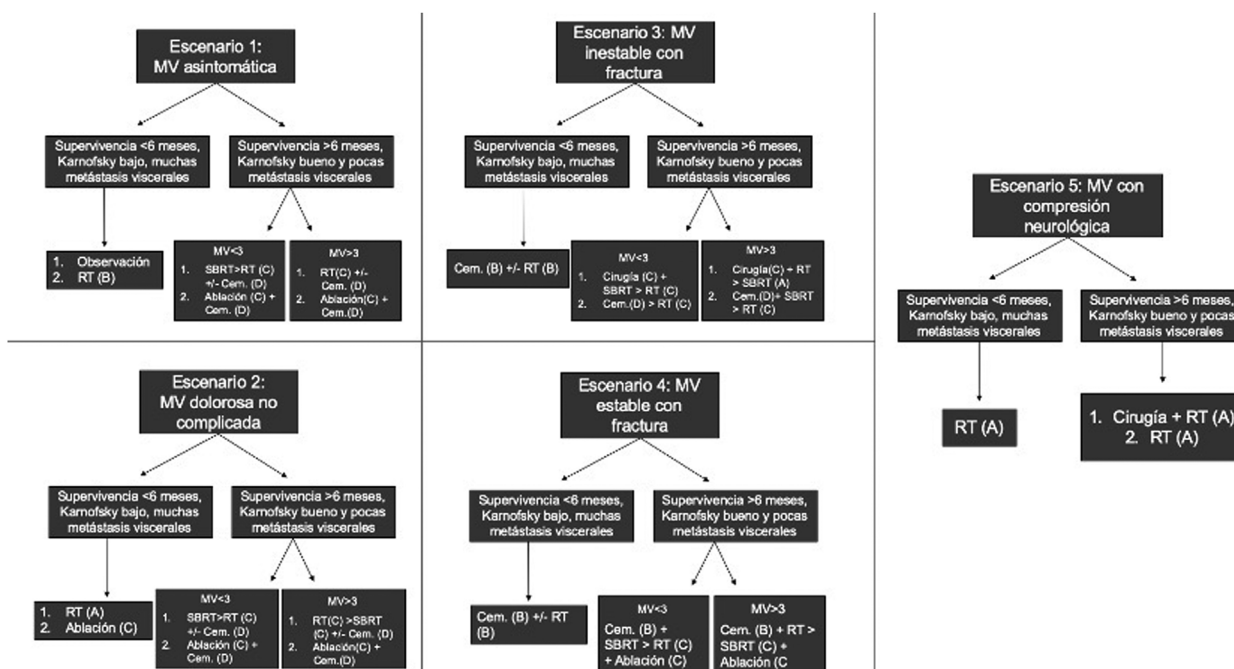 Escenario 1:
MV asintomática
Supervivencia <6 meses,
Karnofsky bajo, muchas
metástasis viscerales
Supervivencia >6 meses,
Karnofsky bueno y pocas
metástasis viscerales
1. Observación
2. RT (B)
MV<3
1. SBRT>RT (C)
+/- Cem. (D)
2. Ablación (C) +
Cem. (D)
MV>3
1. RT(C) +/-
Cem. (D)
2. Ablación(C) +
Cem.(D)
Escenario 2:
MV dolorosa no
complicada
Supervivencia <6 meses,
Karnofsky bajo, muchas
metástasis viscerales
Supervivencia >6 meses,
Karnofsky bueno y pocas
metástasis viscerales
1. RT (A)
2. Ablación (C)
MV<3
1. SBRT>RT (C)
+/- Cem. (D)
2. Ablación (C) +
Cem. (D)
MV>3
1. RT(C) >SBRT
(C) +/- Cem. (D)
2. Ablación(C) +
Cem.(D)
Escenario 3: MV
inestable con
fractura
Supervivencia <6 meses,
Karnofsky bajo, muchas
metástasis viscerales
Supervivencia >6 meses,
Karnofsky bueno y pocas
metástasis viscerales
Cem. (B) +/- RT (B)
MV<3
1. Cirugía (C) +
SBRT > RT (C)
2. Cem.(D) > RT (C)
MV>3
1. Cirugía(C) + RT
> SBRT (A)
2. Cem.(D)+ SBRT
> RT (C)
Escenario 4: MV
estable con
fractura
Supervivencia <6 meses,
Karnofsky bajo, muchas
metástasis viscerales
Supervivencia >6 meses,
Karnofsky bueno y pocas
metástasis viscerales
Cem. (B) +/- RT
(B)
MV<3
Cem. (B) +
SBRT > RT (C)
+ Ablación (C)
MV>3
Cem. (B) + RT >
SBRT (C) +
Ablación (C
Escenario 5: MV con
compresión
neurológica
Supervivencia <6 meses,
Karnofsky bajo, muchas
metástasis viscerales
Supervivencia >6 meses,
Karnofsky bueno y pocas
metástasis viscerales
RT (A)
1. Cirugía + RT (A)
2. RT (A)